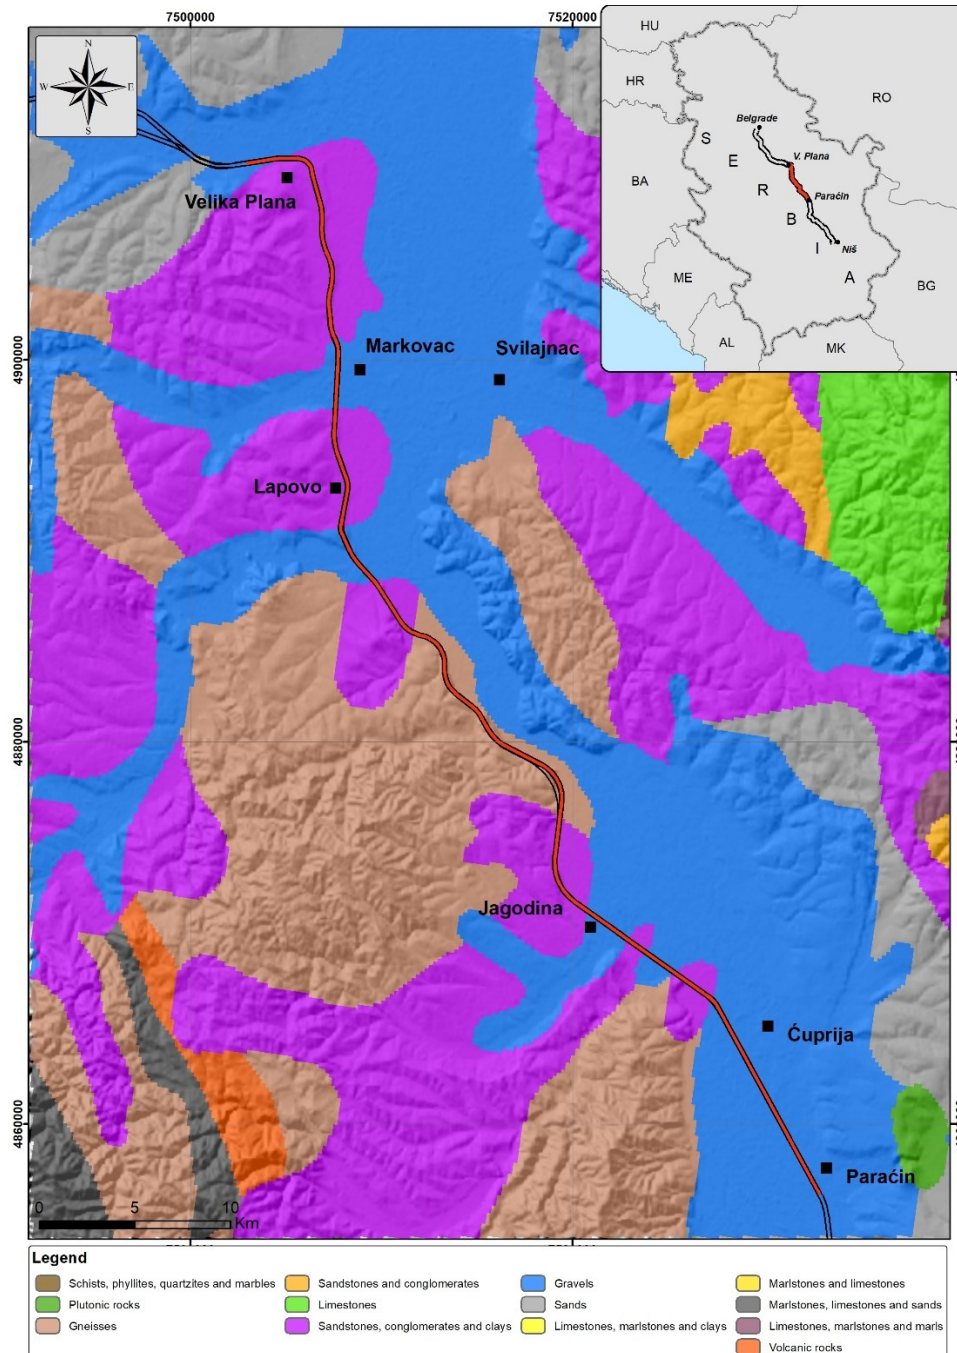 7500000
7520000
N
W
E
S
HU
HR
RO
Belgrade
S
V. Plana
E
BA
R
Paraćin
B
I
Niš
A
ME
BG
AL
MK
Velika Plana
4900000
Markovac
Svilajnac
Lapovo
4880000
Jagodina
Ćuprija
4860000
Paraćin
0 5 10
Km
Legend
Schists, phyllites, quartzites and marbles
Plutonic rocks
Gneisses
Sandstones and conglomerates
Limestones
Sandstones, conglomerates and clays
Gravels
Sands
Limestones, marlstones and clays
Marlstones and limestones
Marlstones, limestones and sands
Limestones, marlstones and marls
Volcanic rocks